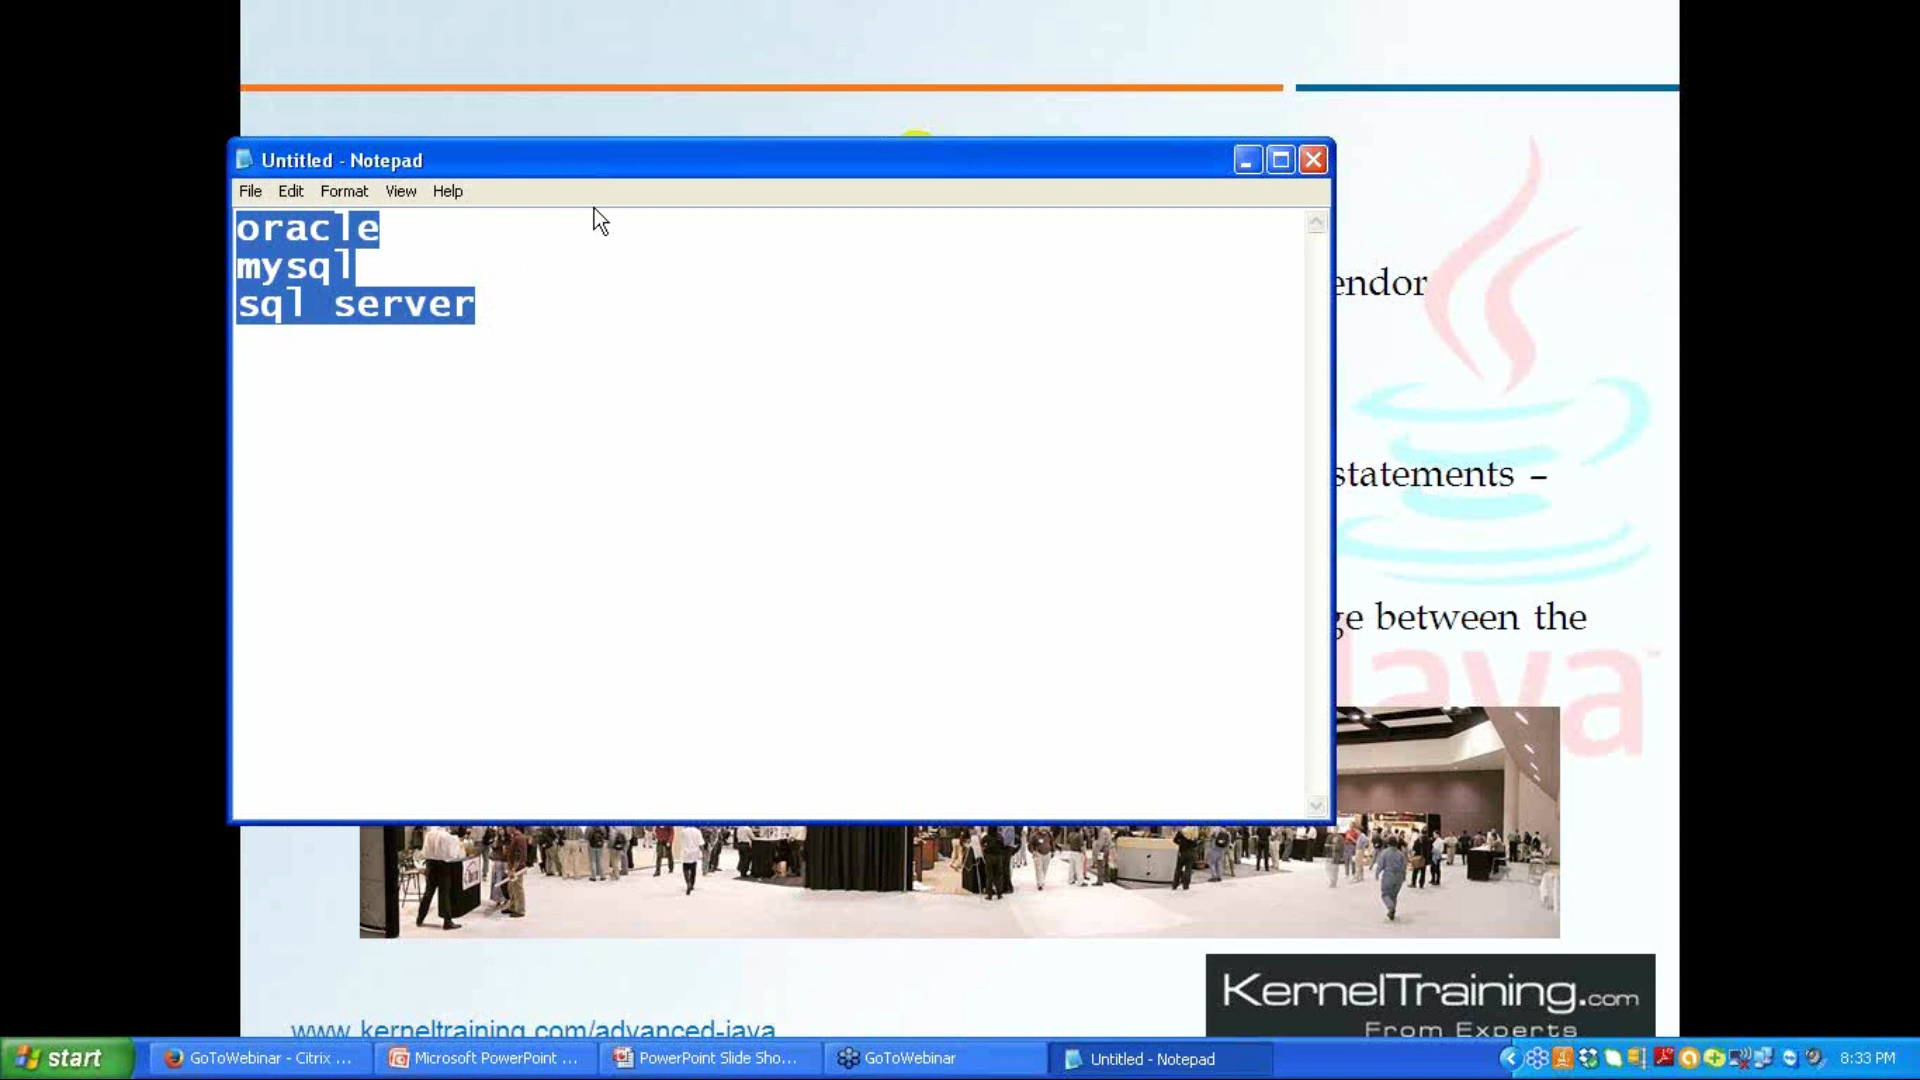 Untitled - Notepad
File Edit Format View Help
oracle
mysql
sql server
endor
statements –
ge between the
Java
www.kerneltraining.com/advanced-java
KernelTraining.com
From Experts
start
GoToWebinar - Citrix ...
Microsoft PowerPoint ...
PowerPoint Slide Sho...
GoToWebinar
Untitled - Notepad
8:33 PM